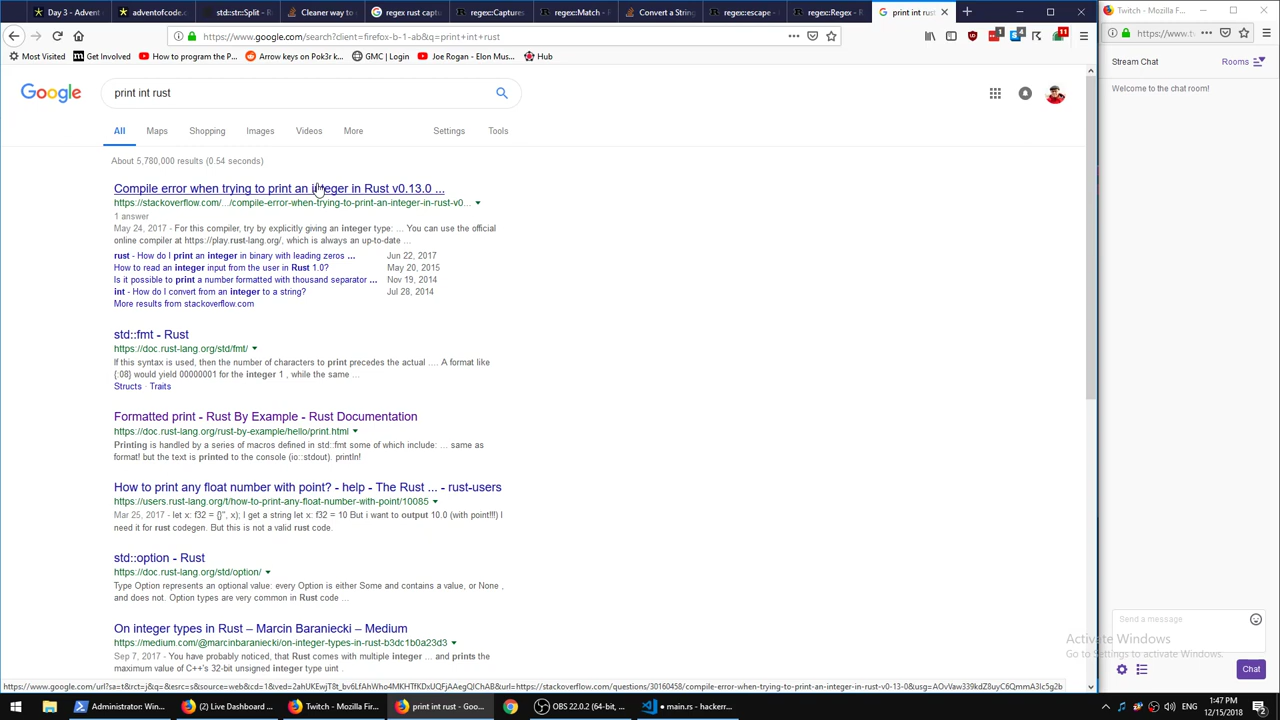 Day 3 - Advent
adventofcode.c
std::str::Split - R
Cleaner way to
regex rust captu
regex::Captures
regex::Match - R
Convert a String
regex::escape -
regex::Regex - R
print int rust
Twitch - Mozilla F...
https://www.google.com/search?client=firefox-b-1-ab&q=print+int+rust
https://www.tw
Most Visited
Get Involved
How to program the P...
Arrow keys on Pok3r k...
GMC | Login
Joe Rogan - Elon Mus...
Hub
Stream Chat
Rooms
Welcome to the chat room!
Google
print int rust
All
Maps
Shopping
Images
Videos
More
Settings
Tools
About 5,780,000 results (0.54 seconds)
Compile error when trying to print an integer in Rust v0.13.0 ...
https://stackoverflow.com/.../compile-error-when-trying-to-print-an-integer-in-rust-v0...
1 answer
May 24, 2017 - For this compiler, try by explicitly giving an integer type: ... You can use the official
online compiler at https://play.rust-lang.org/, which is always an up-to-date ...
rust - How do I print an integer in binary with leading zeros ... Jun 22, 2017
How to read an integer input from the user in Rust 1.0? May 20, 2015
Is it possible to print a number formatted with thousand separator ... Nov 19, 2014
int - How do I convert from an integer to a string? Jul 28, 2014
More results from stackoverflow.com
std::fmt - Rust
https://doc.rust-lang.org/std/fmt/
If this syntax is used, then the number of characters to print precedes the actual .... A format like
{:08} would yield 00000001 for the integer 1 , while the same ...
Structs · Traits
Formatted print - Rust By Example - Rust Documentation
https://doc.rust-lang.org/rust-by-example/hello/print.html
Printing is handled by a series of macros defined in std::fmt some of which include: ... same as
format! but the text is printed to the console (io::stdout). println!
How to print any float number with point? - help - The Rust ... - rust-users
https://users.rust-lang.org/t/how-to-print-any-float-number-with-point/10085
Mar 25, 2017 - let x: f32 = {}", x); I get a string let x: f32 = 10 But i want to output 10.0 (with point!!!) I
need it for rust codegen. But this is not a valid rust code.
std::option - Rust
https://doc.rust-lang.org/std/option/
Type Option represents an optional value: every Option is either Some and contains a value, or None ,
and does not. Option types are very common in Rust code ...
On integer types in Rust – Marcin Baraniecki – Medium
https://medium.com/@marcinbaraniecki/on-integer-types-in-rust-b3dc1b0a23d3
Sep 7, 2017 - You have probably noticed, that Rust comes with multiple integer ... and prints the
maximum value of C++'s 32-bit unsigned integer type uint .
Send a message
Activate Windows
Go to Settings to activate Windows.
Chat
Administrator: Win...
(2) Live Dashboard ...
Twitch - Mozilla Fir...
print int rust - Goo...
OBS 22.0.2 (64-bit, ...
main.rs - hackerr...
1:47 PM
12/15/2018